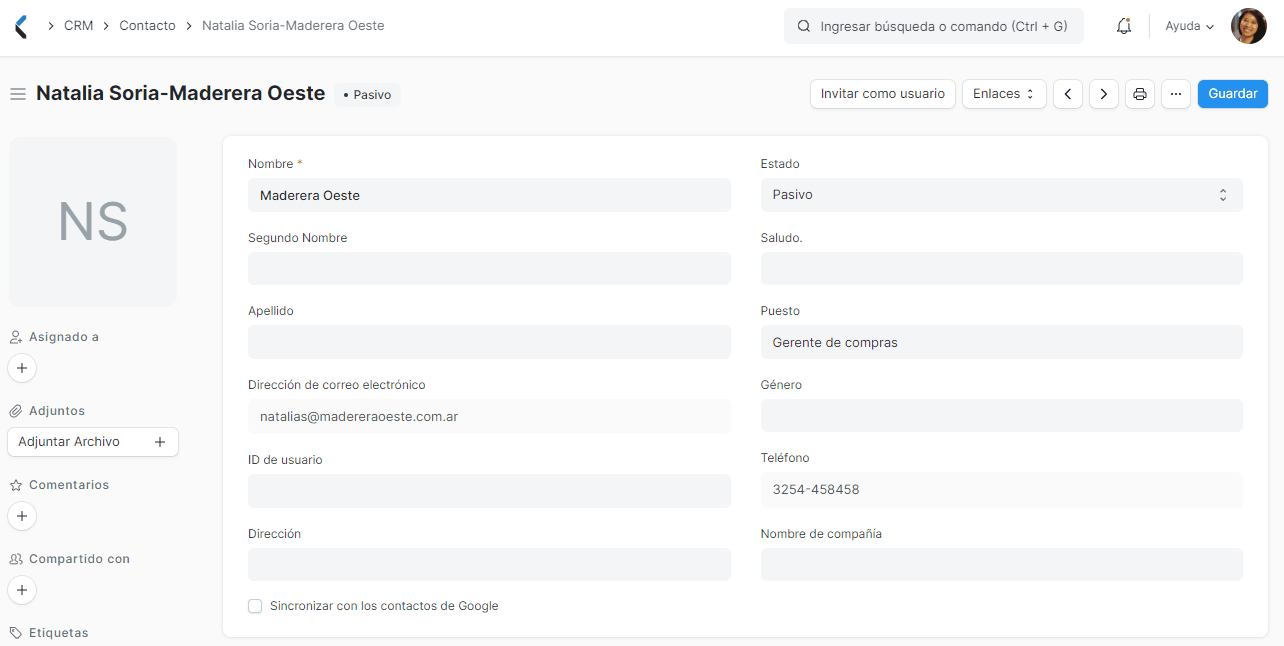 CRM > Contacto > Natalia Soria-Maderera Oeste
Ingresar búsqueda o comando (Ctrl + G)
Ayuda
Natalia Soria-Maderera Oeste
• Pasivo
Invitar como usuario
Enlaces
Guardar
NS
Asignado a
Adjuntos
Adjuntar Archivo
Comentarios
Compartido con
Etiquetas
Nombre *
Maderera Oeste
Segundo Nombre
Apellido
Dirección de correo electrónico
natalias@madereraoeste.com.ar
ID de usuario
Dirección
Sincronizar con los contactos de Google
Estado
Pasivo
Saludo.
Puesto
Gerente de compras
Género
Teléfono
3254-458458
Nombre de compañía